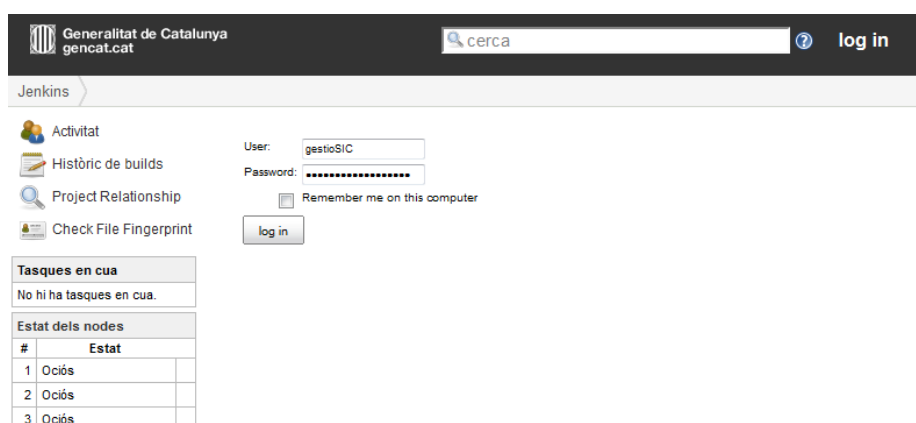 Generalitat de Catalunya
gencat.cat
cerca
log in
Jenkins
Activitat
Històric de builds
Project Relationship
Check File Fingerprint
User: gestioSIC
Password: ••••••••••••••••••
Remember me on this computer
log in
Tasques en cua
No hi ha tasques en cua.
Estat dels nodes
# Estat
1 Ociós
2 Ociós
3 Ociós